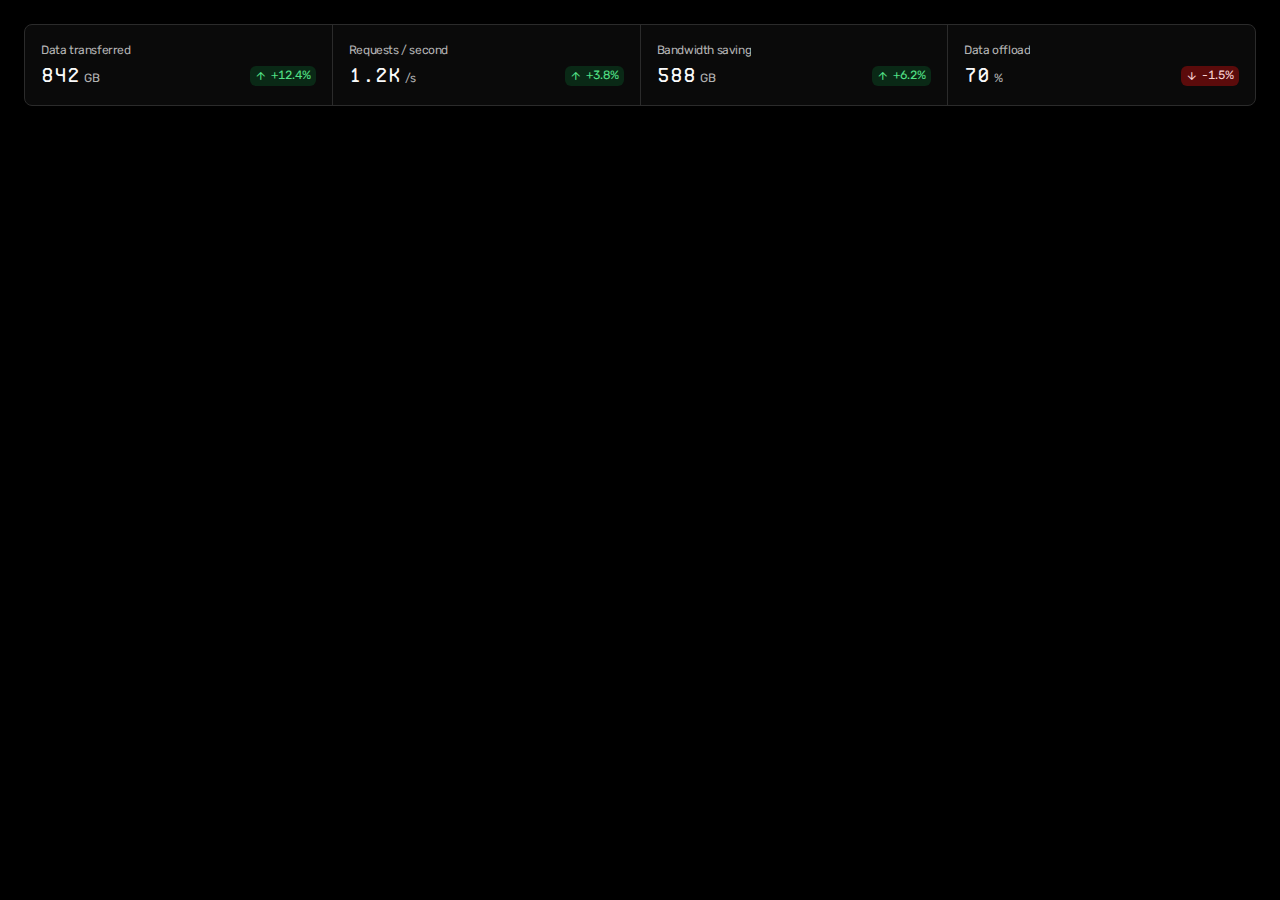 Data transferred
842 GB
+12.4%
Requests / second
1.2K /s
+3.8%
Bandwidth saving
588 GB
+6.2%
Data offload
70 %
-1.5%